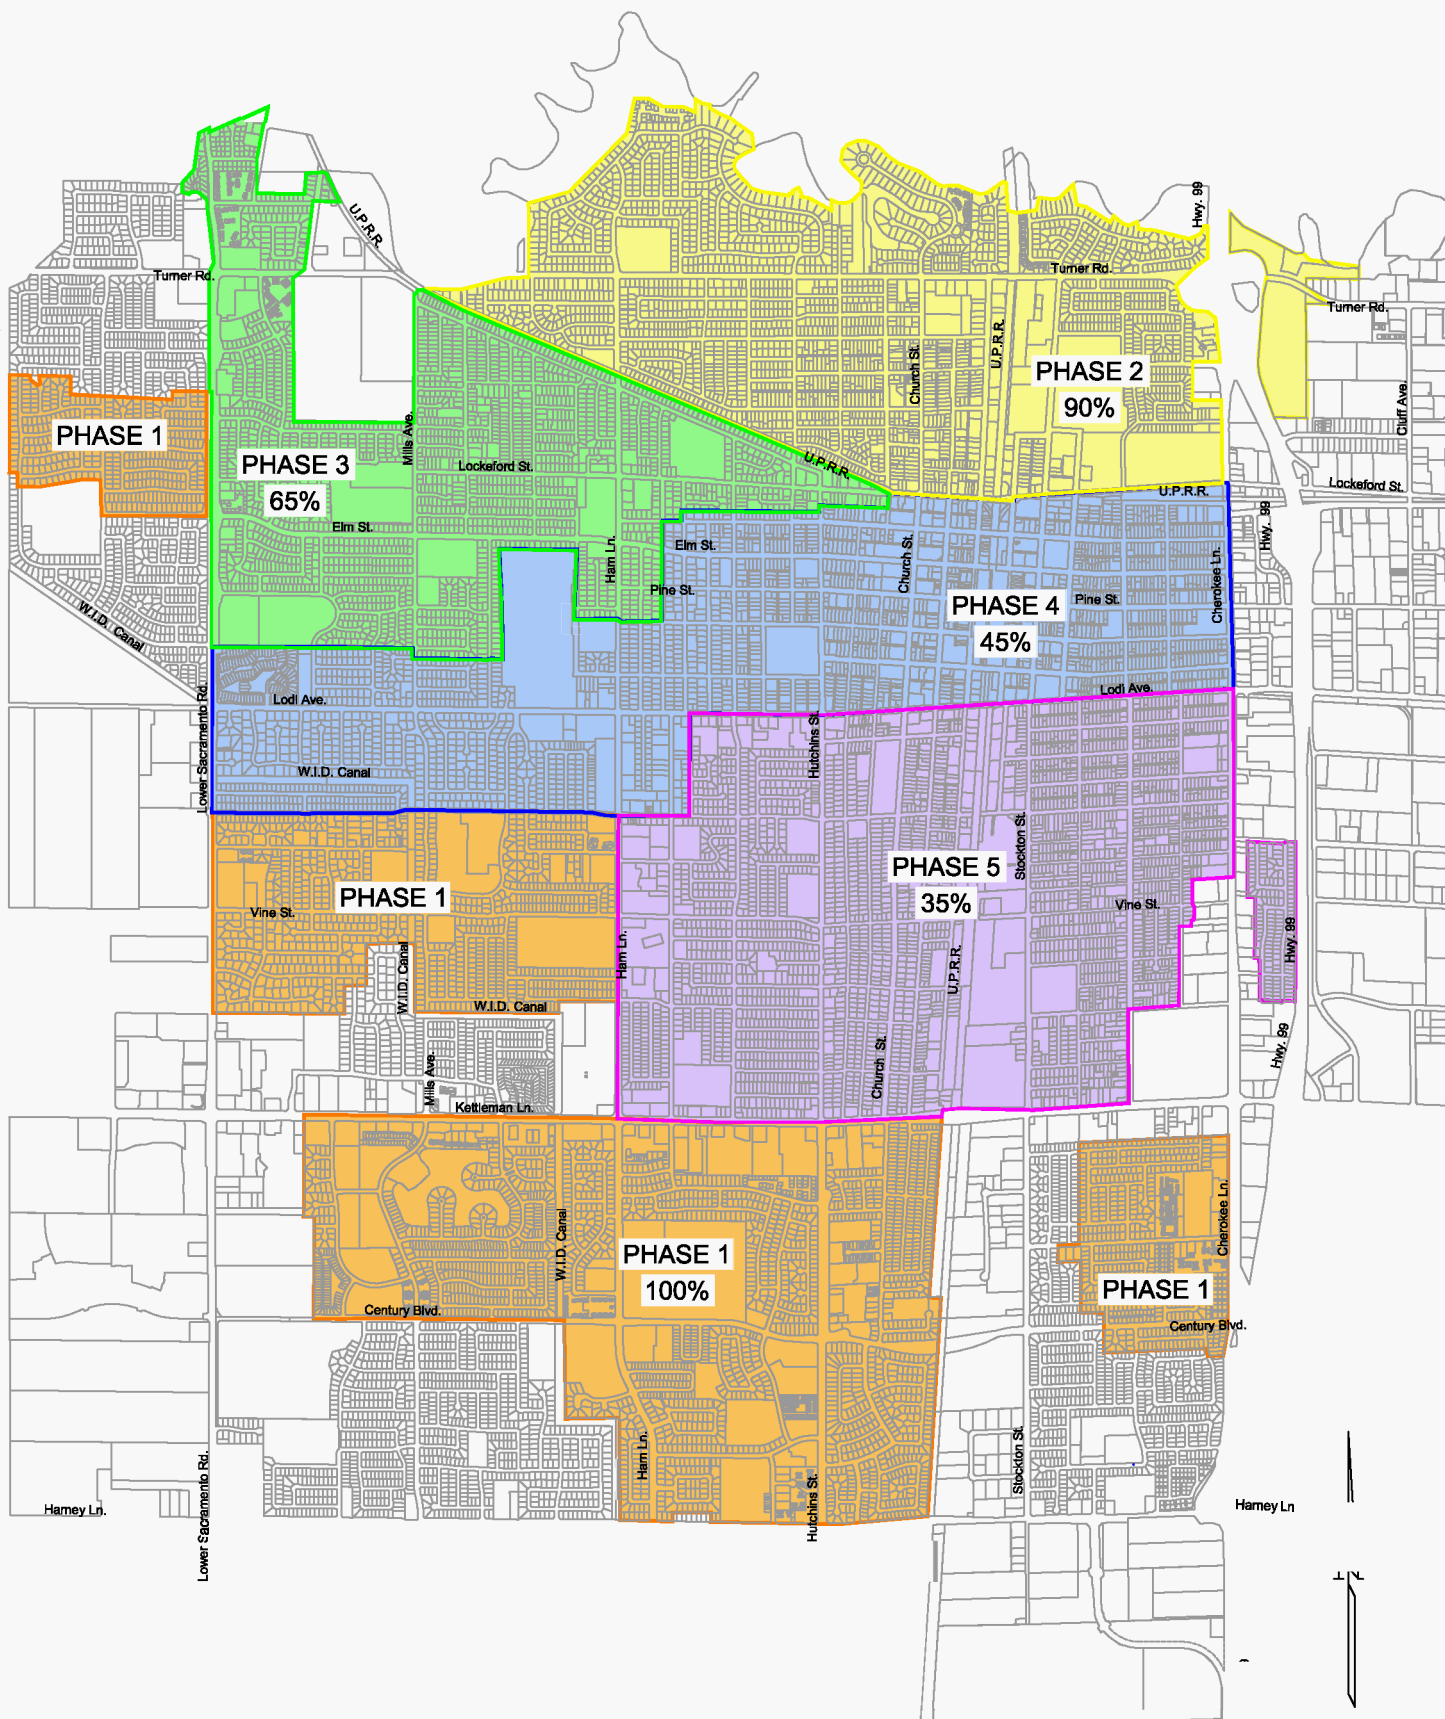 Hwy. 99
U.P.R.R.
Turner Rd.
Turner Rd.
Turner Rd.
U.P.R.R.
Church St.
PHASE 2
90%
Cluff Ave.
PHASE 1
Mills Ave.
PHASE 3
65%
Lockeford St.
U.P.R.R.
U.P.R.R.
Lockeford St.
Elm St.
Hwy. 99
Elm St.
Ham Ln.
Church St.
Cherokee Ln.
Pine St.
PHASE 4
45%
Pine St.
W.I.D. Canal
Lodi Ave.
Lodi Ave.
Lower Sacramento Rd.
Hutchins St.
W.I.D. Canal
Stockton St.
PHASE 5
35%
PHASE 1
Vine St.
Vine St.
Ham Ln.
Hwy. 99
W.I.D. Canal
U.P.R.R.
W.I.D. Canal
Hwy. 99
Church St.
Mills Ave.
Kettleman Ln.
Cherokee Ln.
W.I.D. Canal
PHASE 1
100%
PHASE 1
Century Blvd.
Century Blvd.
Ham Ln.
Stockton St.
Hutchins St.
Lower Sacramento Rd.
Harney Ln.
Harney Ln